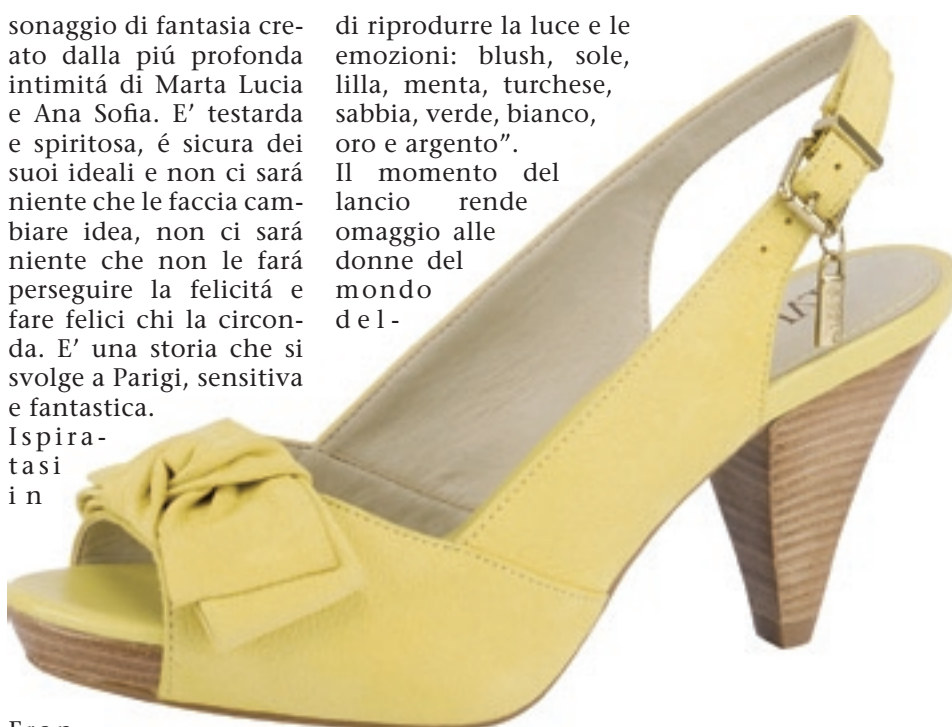 sonaggio di fantasia cre-
ato dalla piú profonda
intimitá di Marta Lucia
e Ana Sofia. E’ testarda
e spiritosa, é sicura dei
suoi ideali e non ci sará
niente che le faccia cam-
biare idea, non ci sará
niente che non le fará
perseguire la felicitá e
fare felici chi la circon-
da. E’ una storia che si
svolge a Parigi, sensitiva
e fantastica.
Ispira-
tasi
in
di riprodurre la luce e le
emozioni: blush, sole,
lilla, menta, turchese,
sabbia, verde, bianco,
oro e argento”.
Il momento del
lancio rende
omaggio alle
donne del
mondo
del-